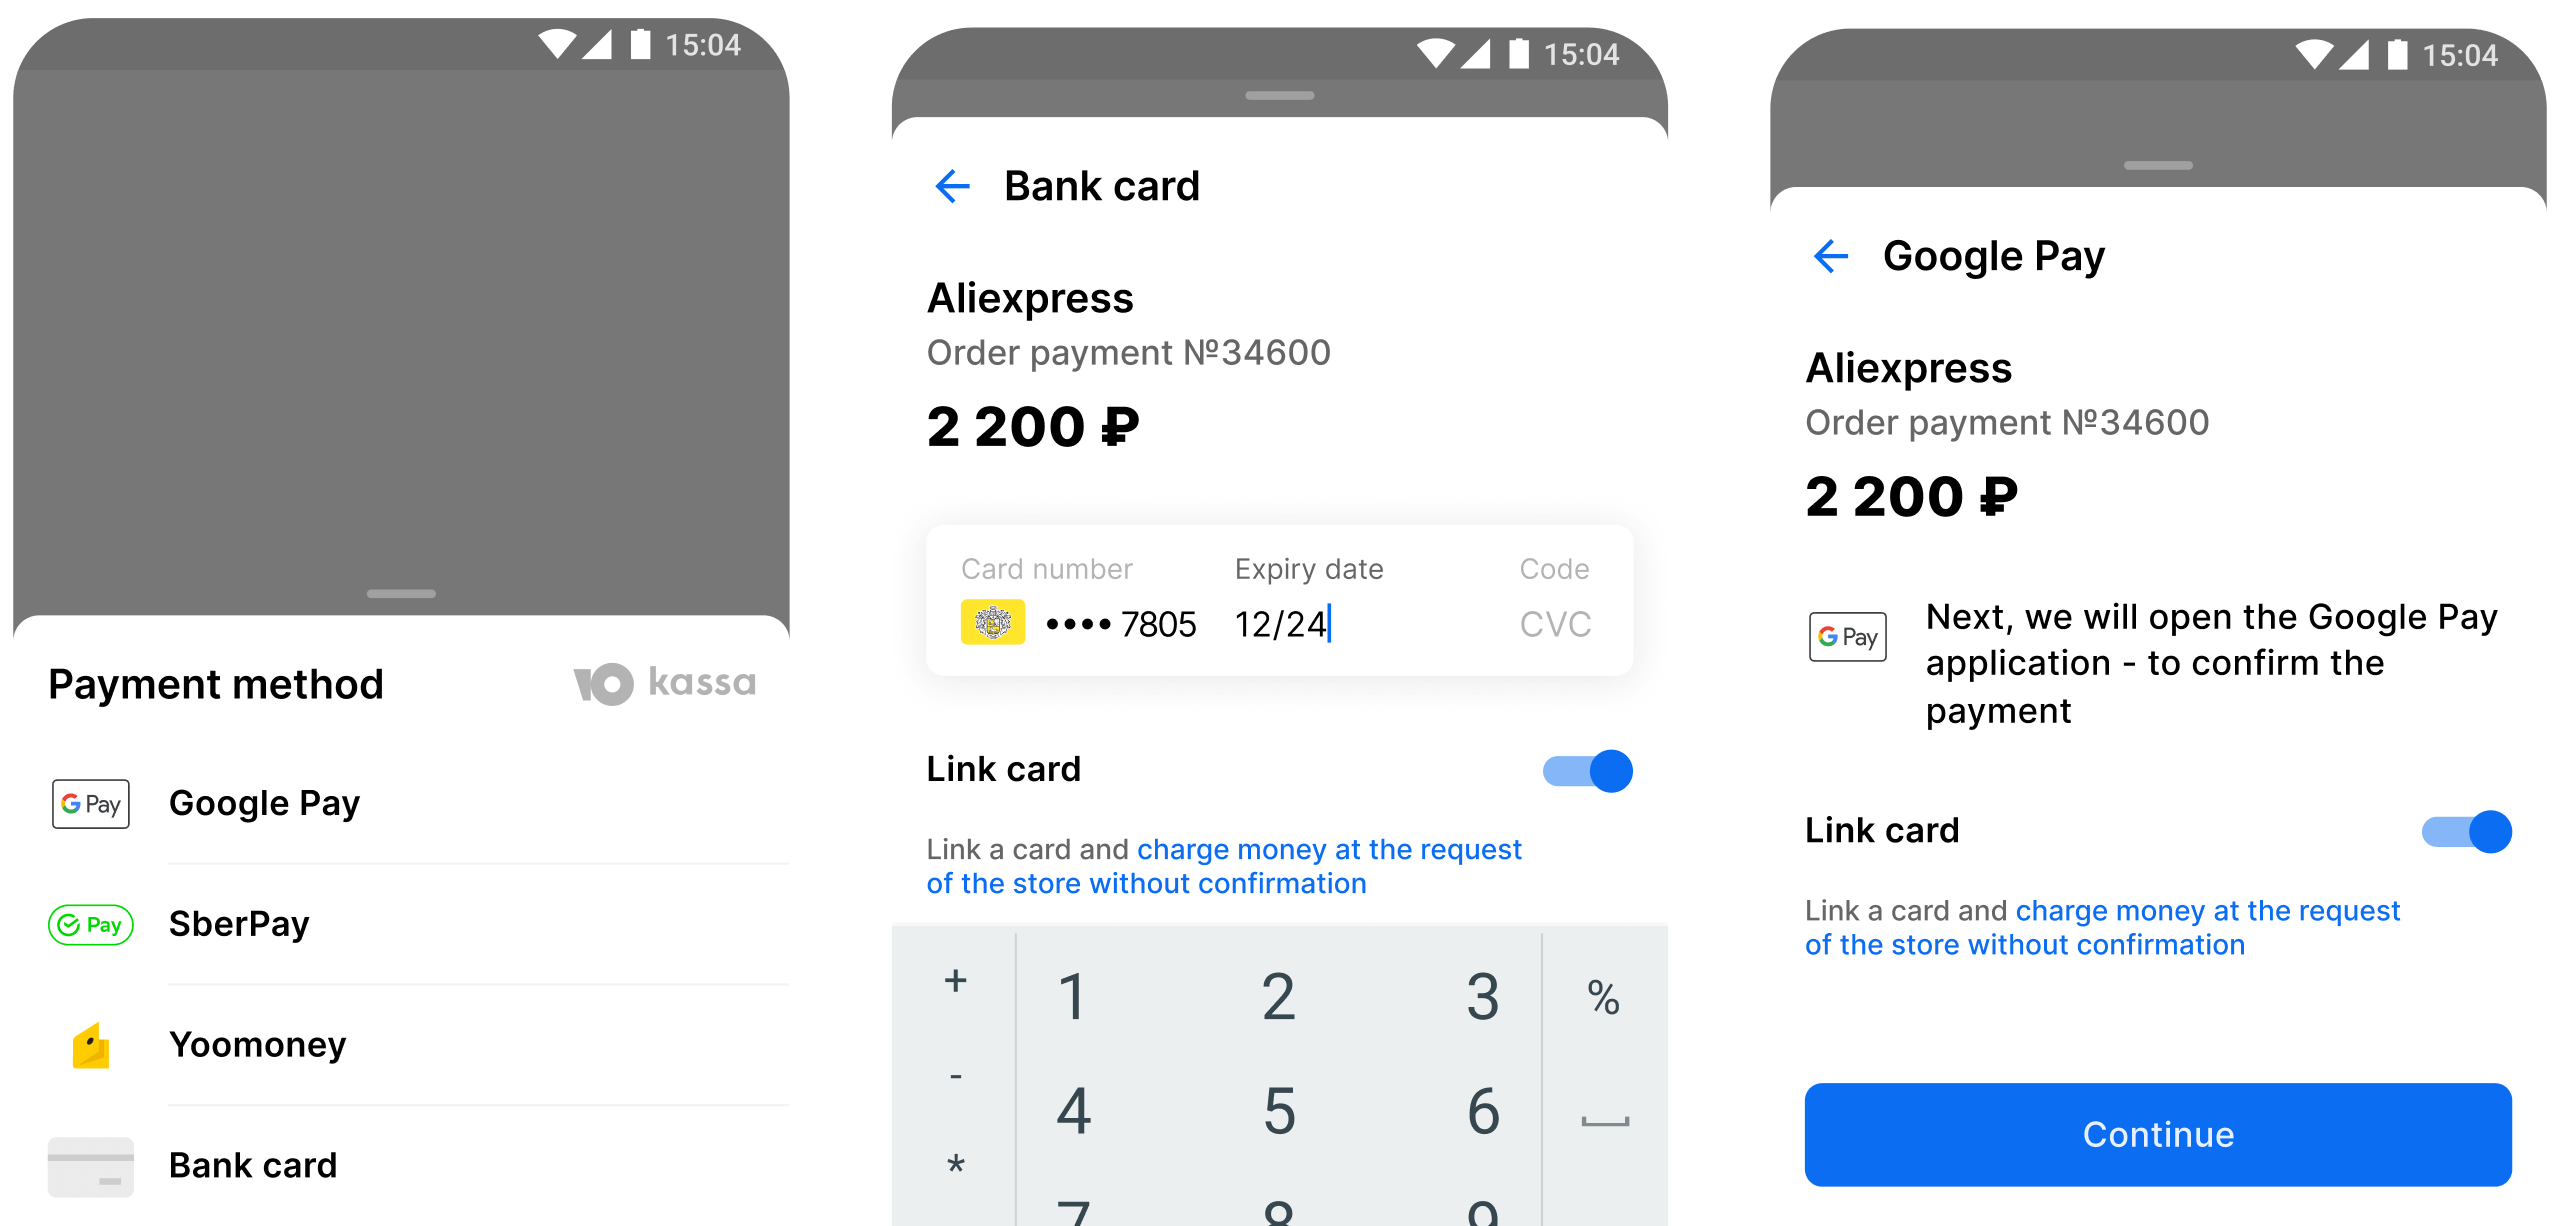 15:04
Payment method
Ю kassa
G Pay
Google Pay
Pay
SberPay
Yoomoney
Bank card
15:04
Bank card
Aliexpress
Order payment №34600
2 200 ₽
Card number Expiry date Code
•••• 7805 12/24 CVC
Link card
Link a card and charge money at the request
of the store without confirmation
+ 1 2 3 %
- 4 5 6
* 7 8 9
15:04
Google Pay
Aliexpress
Order payment №34600
2 200 ₽
G Pay
Next, we will open the Google Pay
application - to confirm the
payment
Link card
Link a card and charge money at the request
of the store without confirmation
Continue